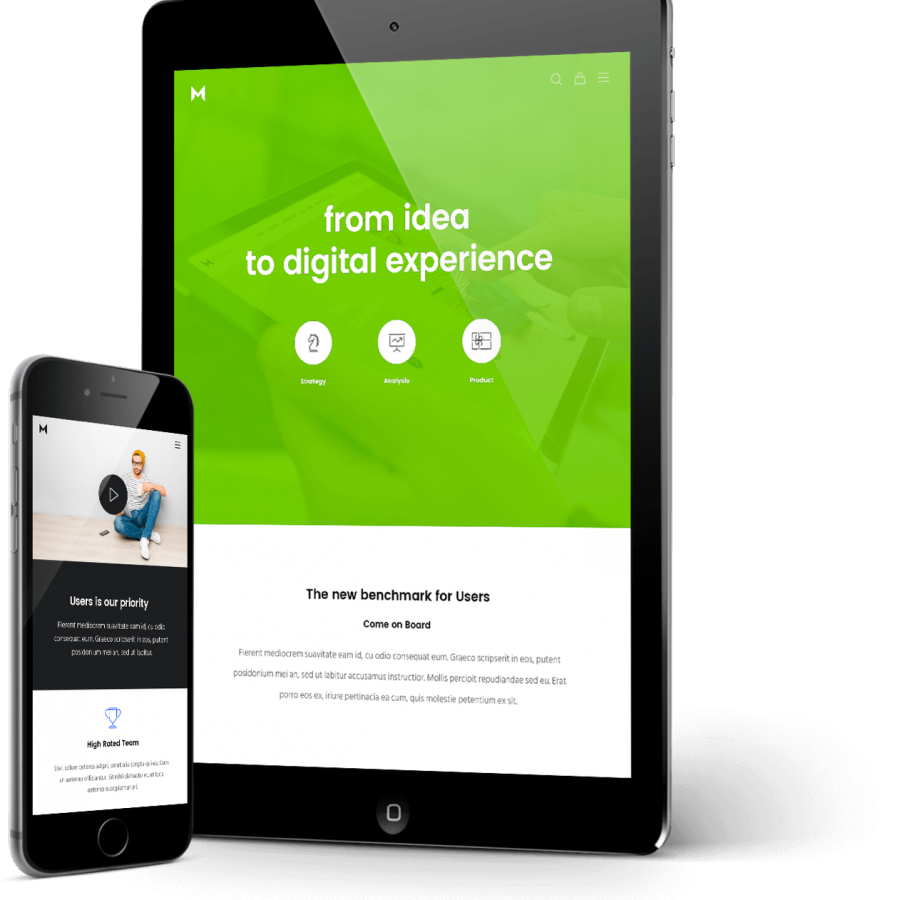 M
from idea
to digital experience
Strategy
Analysis
Product
The new benchmark for Users
Come on Board
Fierent mediocrem suavitate eam id, cu odio consequat eum. Graeco scripserit in eos, putent
posidonium mei an, sed ut labitur accusamus instructior. Mollis percipit repudiandae sed eu. Erat
porro eos ex, iriure pertinacia ea cum, quis molestie petentium ex sit.
M
Users is our priority
Fierent mediocrem suavitate eam id, cu odio
consequat eum. Graeco scripserit in eos, putent
posidonium mei an, sed ut labitur.
High Rated Team